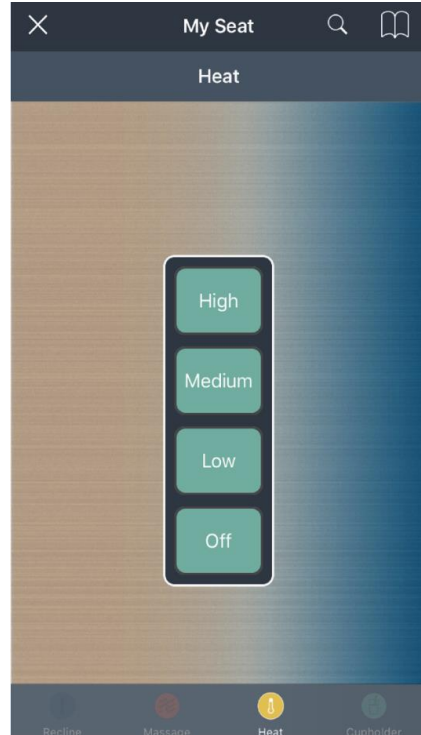 My Seat
Heat
High
Medium
Low
Off
Recline Massage Heat Cupholder